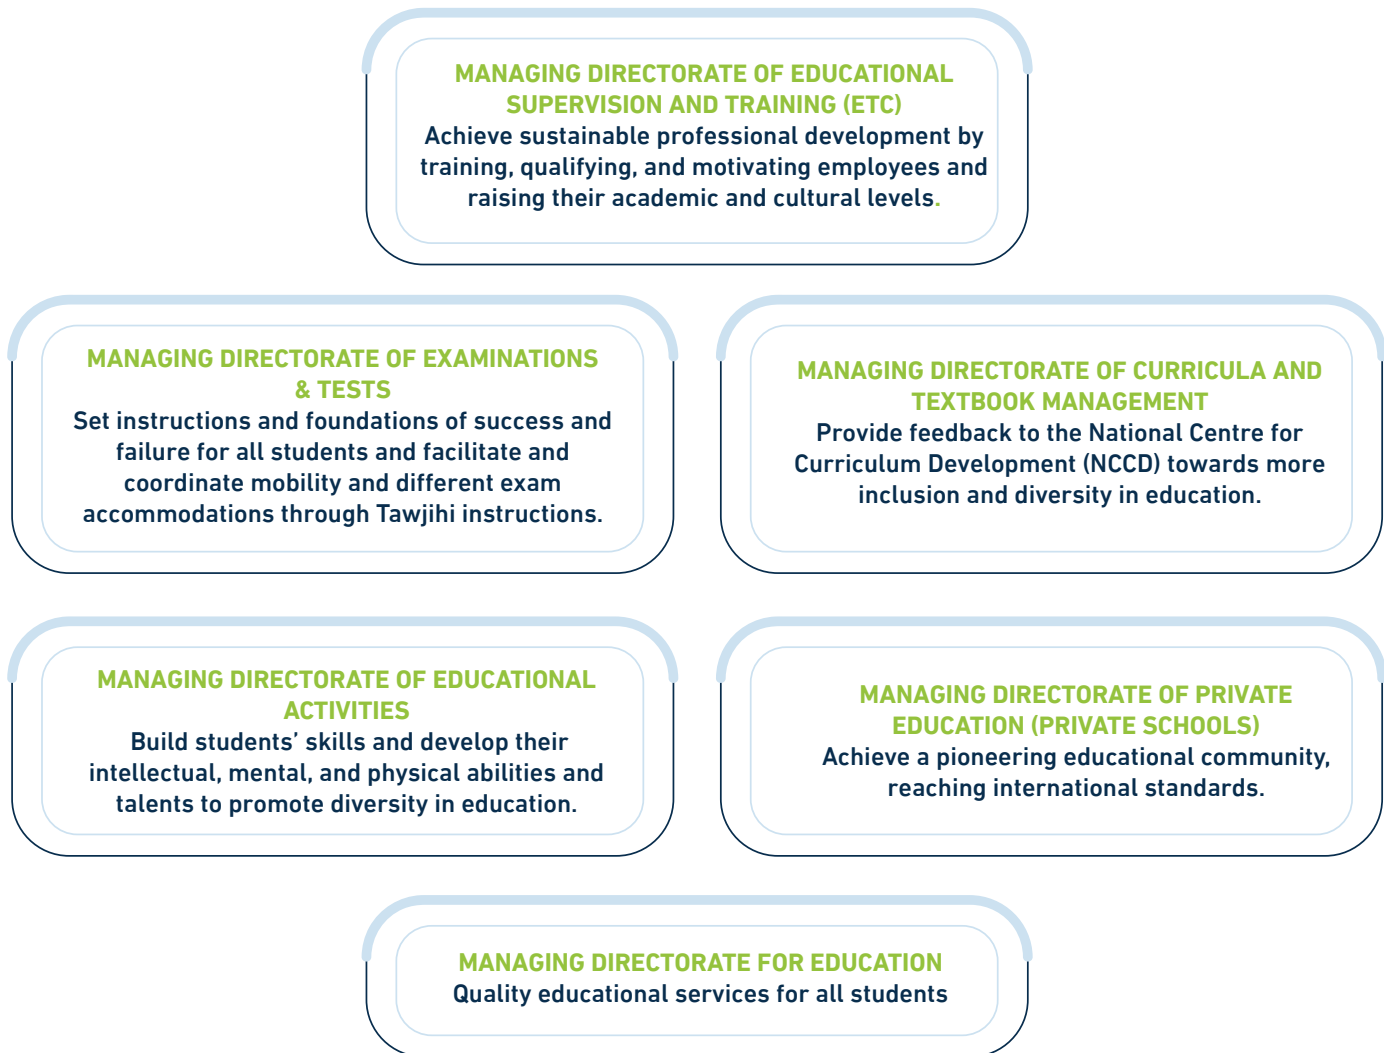 MANAGING DIRECTORATE OF EDUCATIONAL
SUPERVISION AND TRAINING (ETC)
Achieve sustainable professional development by
training, qualifying, and motivating employees and
raising their academic and cultural levels.
MANAGING DIRECTORATE OF EXAMINATIONS
& TESTS
Set instructions and foundations of success and
failure for all students and facilitate and
coordinate mobility and different exam
accommodations through Tawjihi instructions.
MANAGING DIRECTORATE OF CURRICULA AND
TEXTBOOK MANAGEMENT
Provide feedback to the National Centre for
Curriculum Development (NCCD) towards more
inclusion and diversity in education.
MANAGING DIRECTORATE OF EDUCATIONAL
ACTIVITIES
Build students’ skills and develop their
intellectual, mental, and physical abilities and
talents to promote diversity in education.
MANAGING DIRECTORATE OF PRIVATE
EDUCATION (PRIVATE SCHOOLS)
Achieve a pioneering educational community,
reaching international standards.
MANAGING DIRECTORATE FOR EDUCATION
Quality educational services for all students